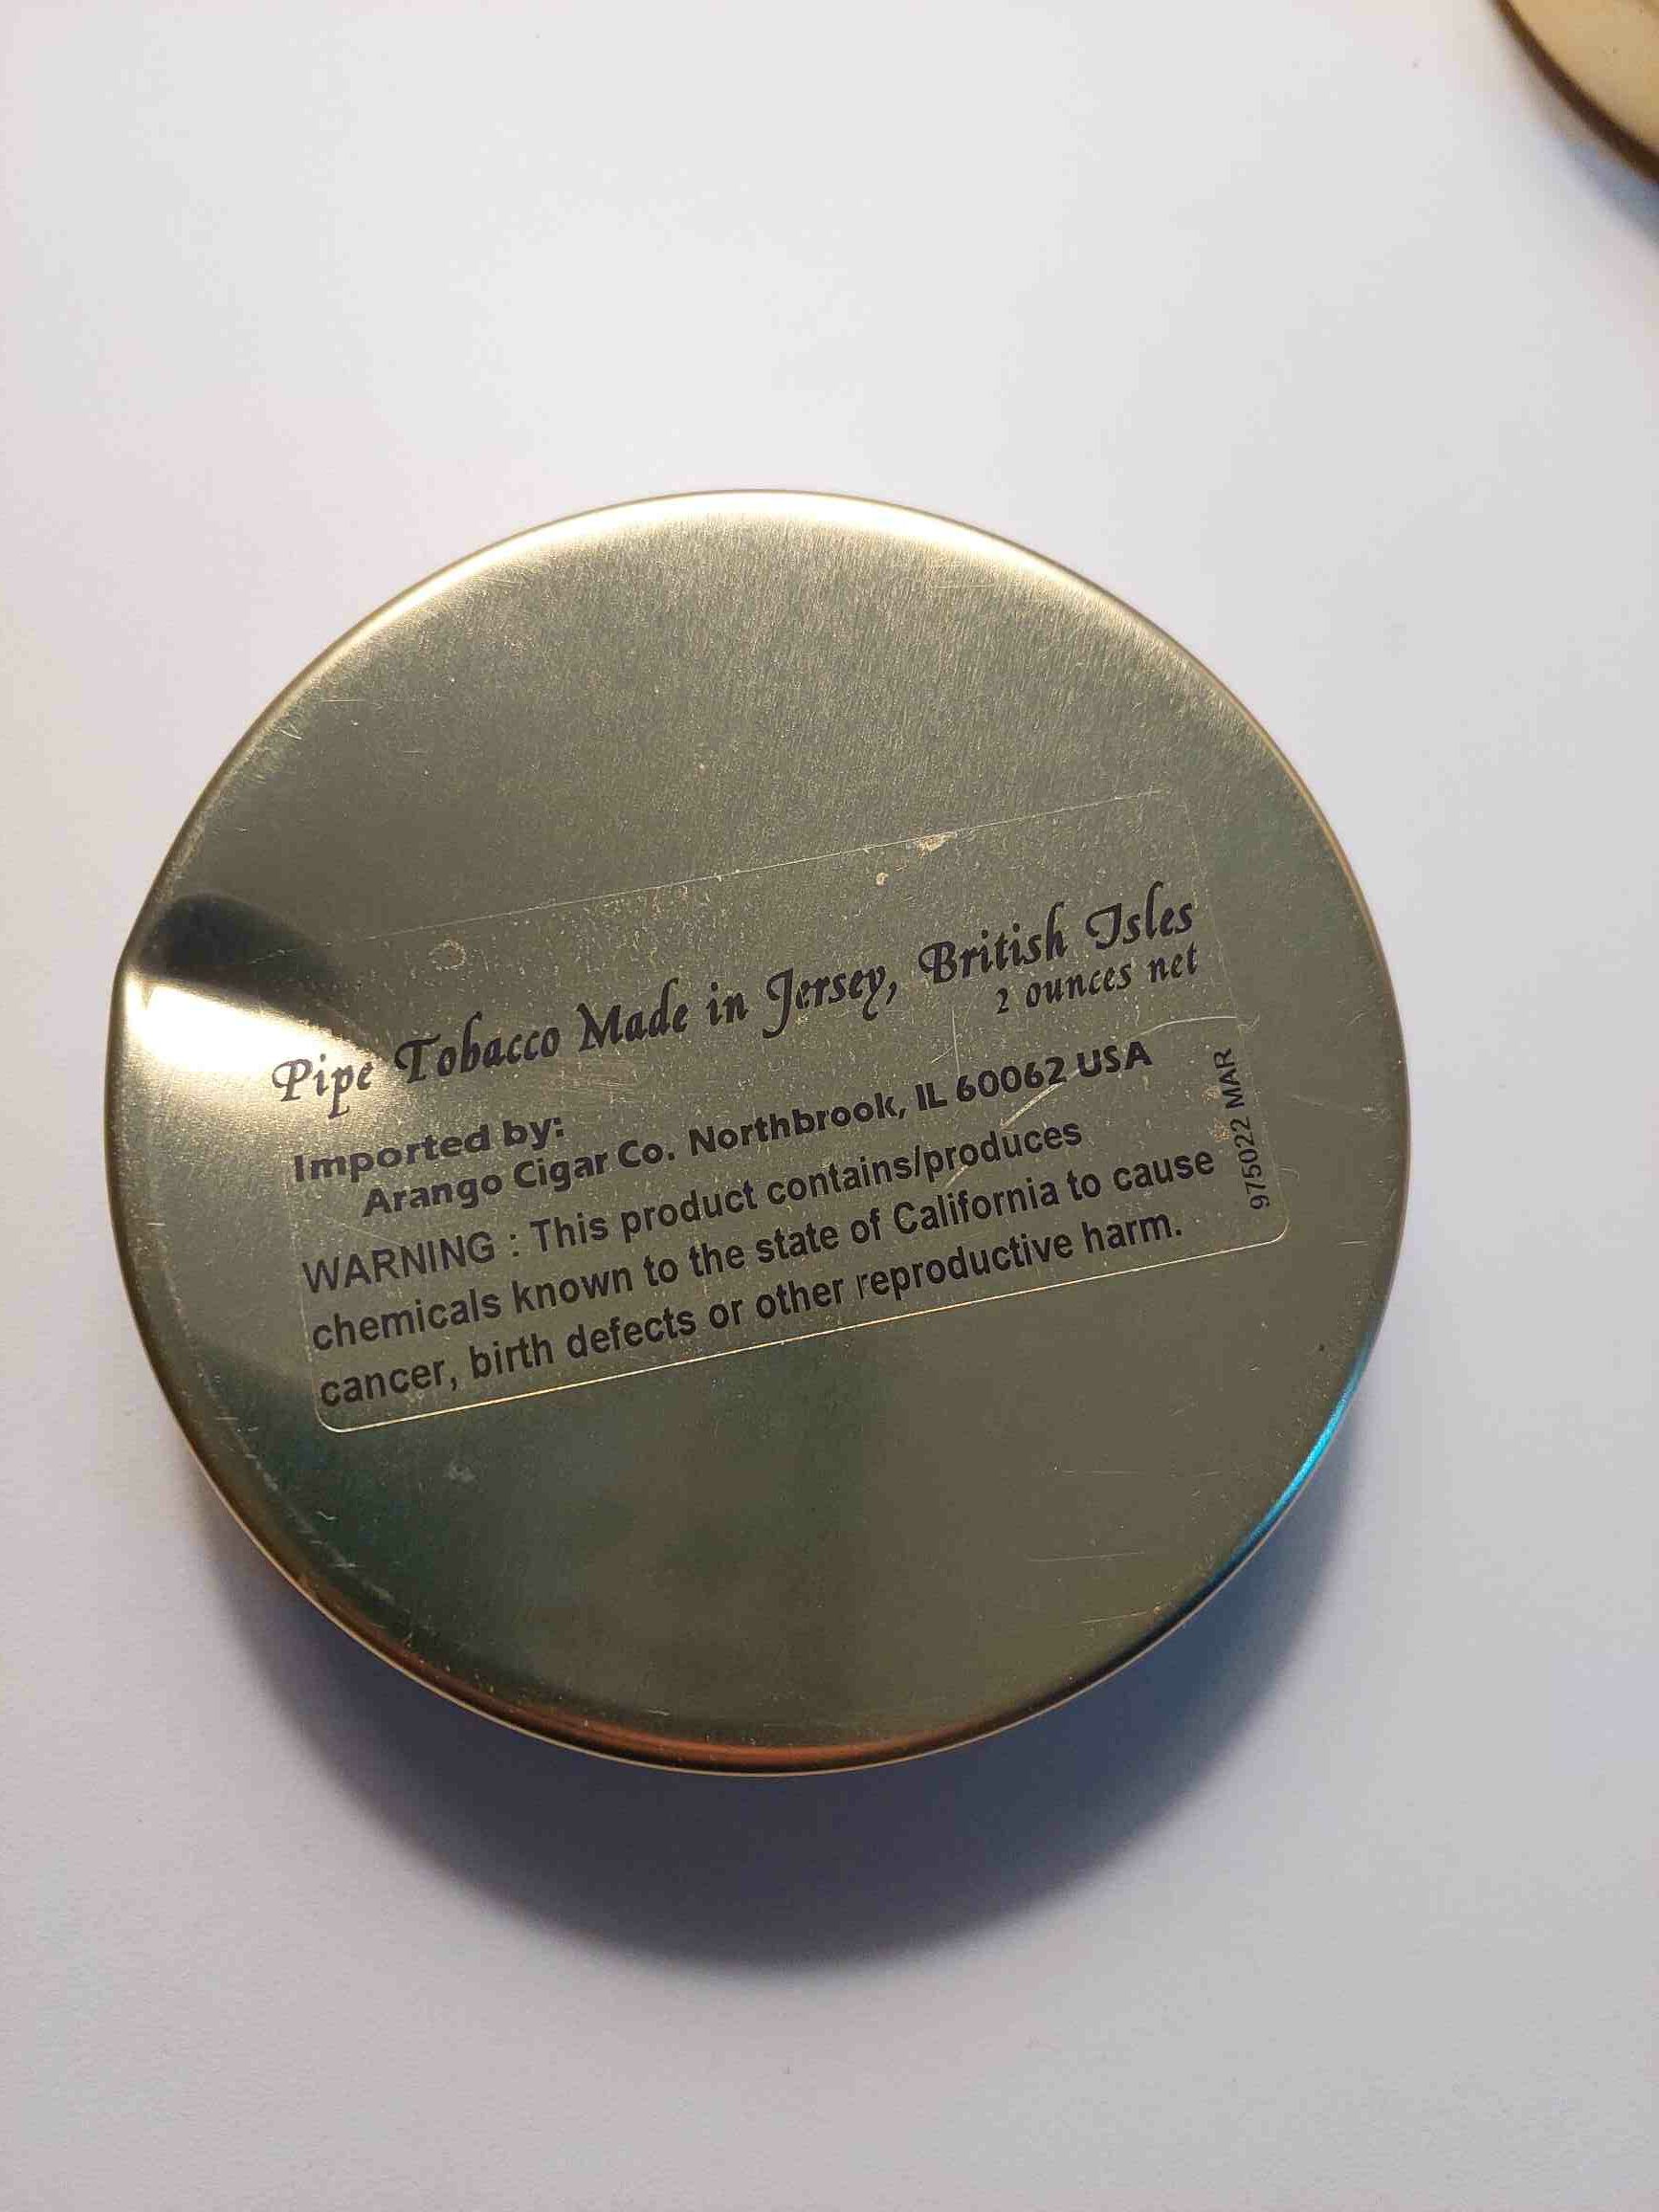 Pipe Tobacco Made in Jersey, British Isles
2 ounces net
Imported by:
Arango Cigar Co. Northbrook, IL 60062 USA
WARNING : This product contains/produces
chemicals known to the state of California to cause
cancer, birth defects or other reproductive harm.
975022 MAR